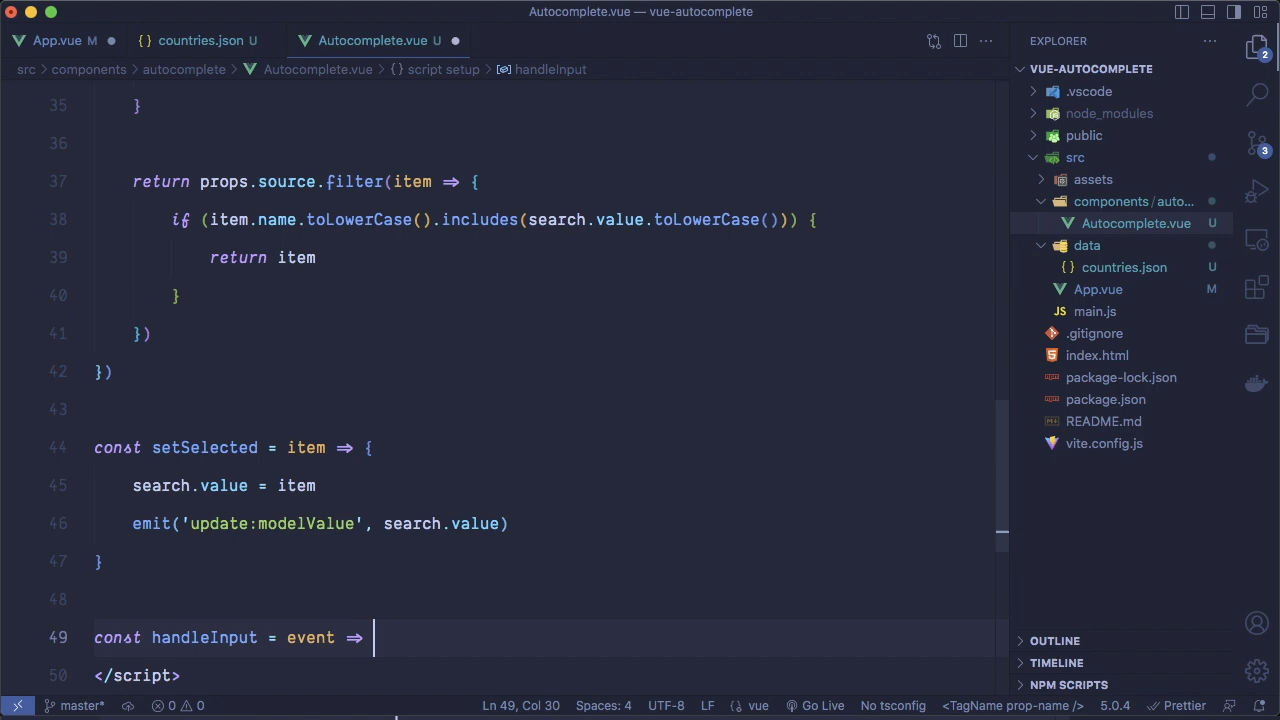 Autocomplete.vue — vue-autocomplete
App.vue M
{ } countries.json U
Autocomplete.vue U
src > components > autocomplete > Autocomplete.vue > { } script setup > handleInput
35 }
36
37 return props.source.filter(item => {
38 if (item.name.toLowerCase().includes(search.value.toLowerCase())) {
39 return item
40 }
41 })
42 })
43
44 const setSelected = item => {
45 search.value = item
46 emit('update:modelValue', search.value)
47 }
48
49 const handleInput = event =>
50 </script>
EXPLORER
VUE-AUTOCOMPLETE
.vscode
node_modules
public
src
assets
components / auto...
Autocomplete.vue U
data
{ } countries.json U
App.vue M
JS main.js
.gitignore
index.html
package-lock.json
package.json
README.md
vite.config.js
OUTLINE
TIMELINE
NPM SCRIPTS
2
3
master* 0 0 Ln 49, Col 30 Spaces: 4 UTF-8 LF vue Go Live No tsconfig <TagName prop-name /> 5.0.4 Prettier